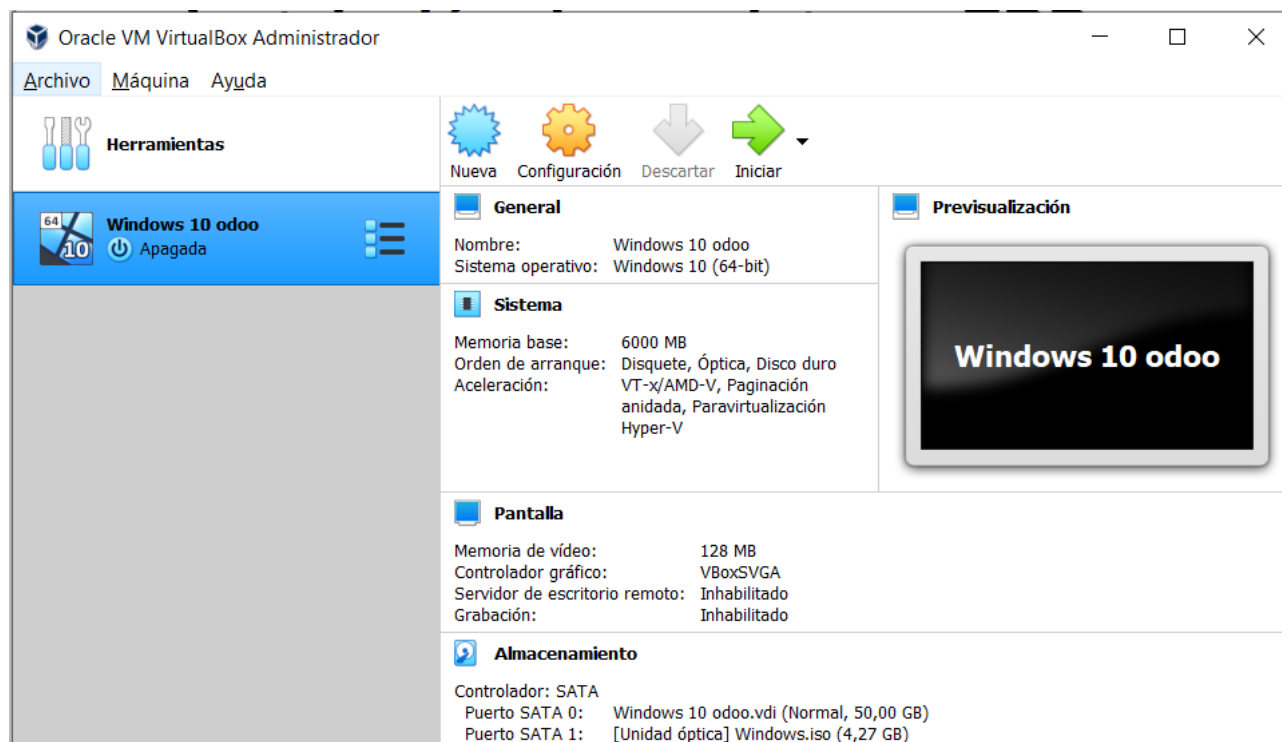 Oracle VM VirtualBox Administrador
Archivo Máquina Ayuda
Herramientas
Nueva Configuración Descartar Iniciar
64
10
Windows 10 odoo
Apagada
General
Nombre: Windows 10 odoo
Sistema operativo: Windows 10 (64-bit)
Sistema
Memoria base: 6000 MB
Orden de arranque: Disquete, Óptica, Disco duro
Aceleración: VT-x/AMD-V, Paginación
anidada, Paravirtualización
Hyper-V
Previsualización
Windows 10 odoo
Pantalla
Memoria de vídeo: 128 MB
Controlador gráfico: VBoxSVGA
Servidor de escritorio remoto: Inhabilitado
Grabación: Inhabilitado
Almacenamiento
Controlador: SATA
Puerto SATA 0: Windows 10 odoo.vdi (Normal, 50,00 GB)
Puerto SATA 1: [Unidad óptica] Windows.iso (4,27 GB)